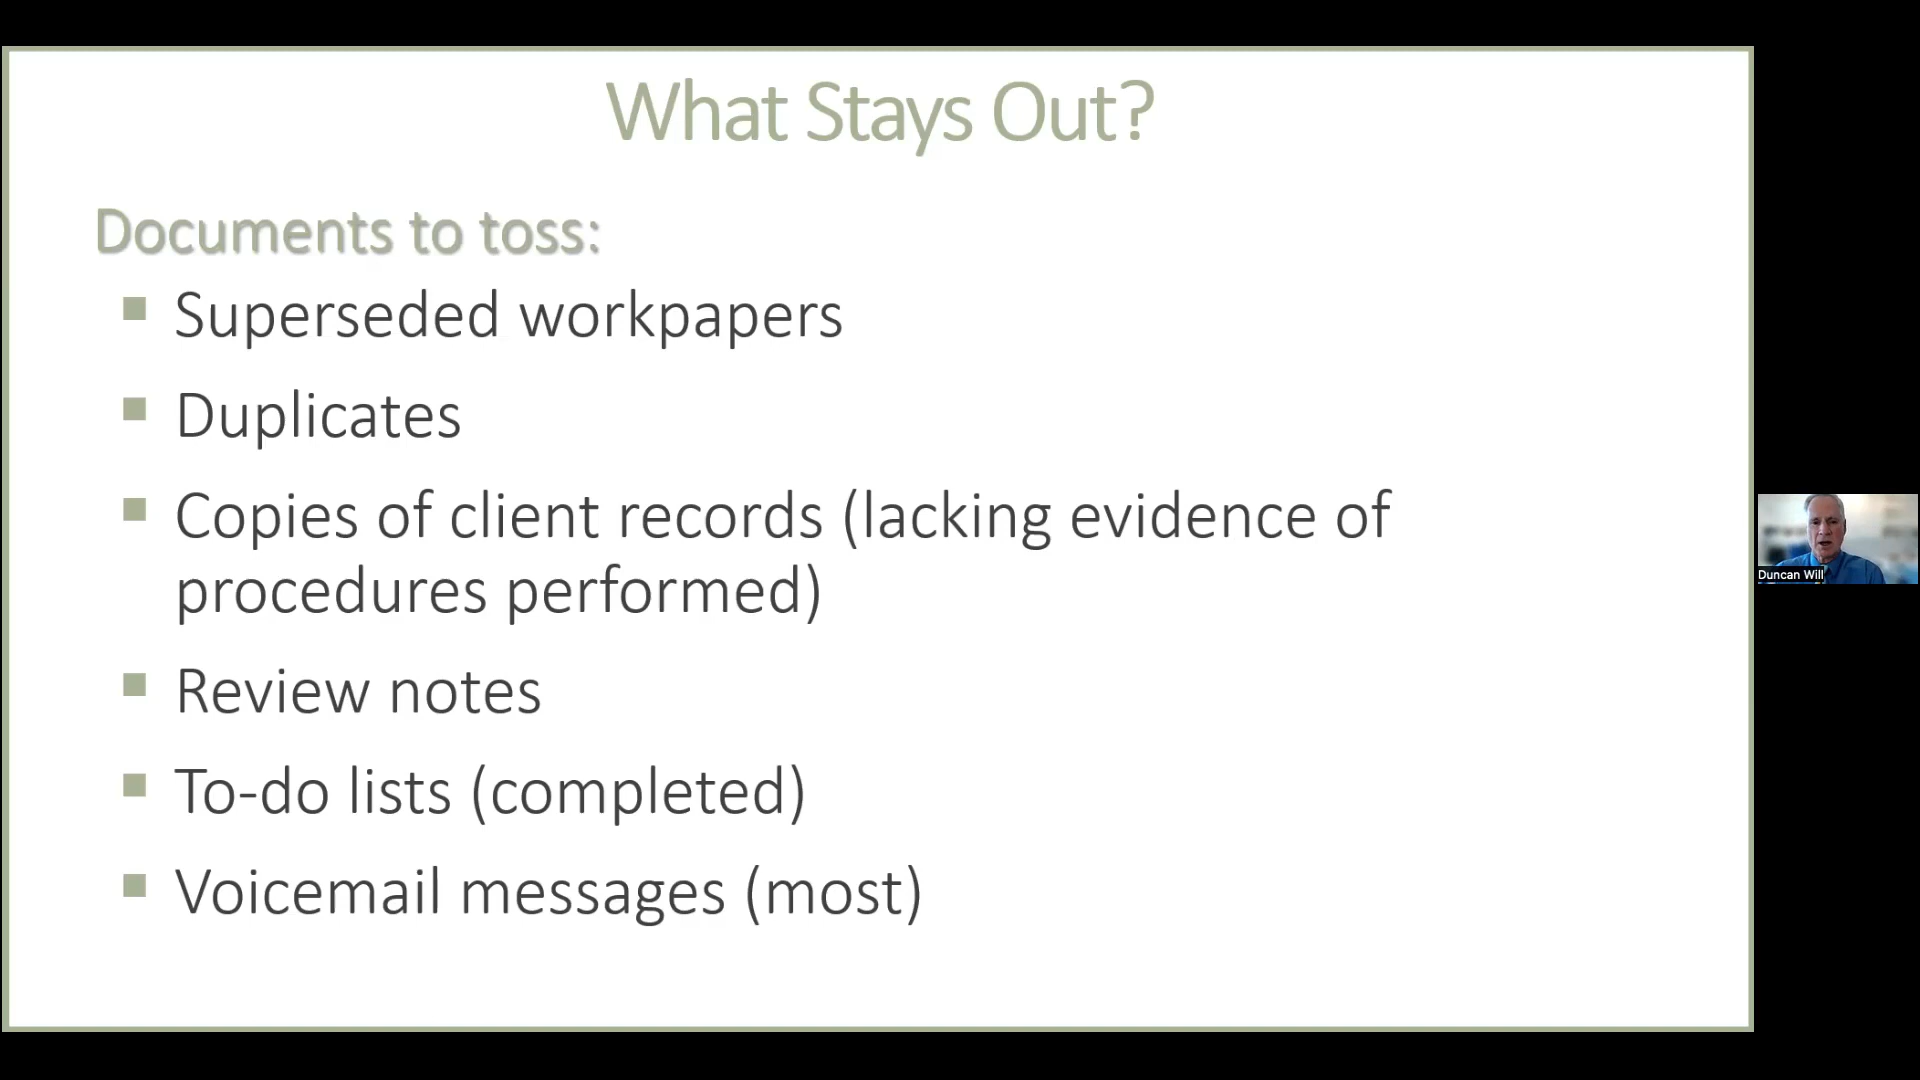 What Stays Out?
Documents to toss:
▪ Superseded workpapers
▪ Duplicates
▪ Copies of client records (lacking evidence of
procedures performed)
▪ Review notes
▪ To-do lists (completed)
▪ Voicemail messages (most)
Duncan Will